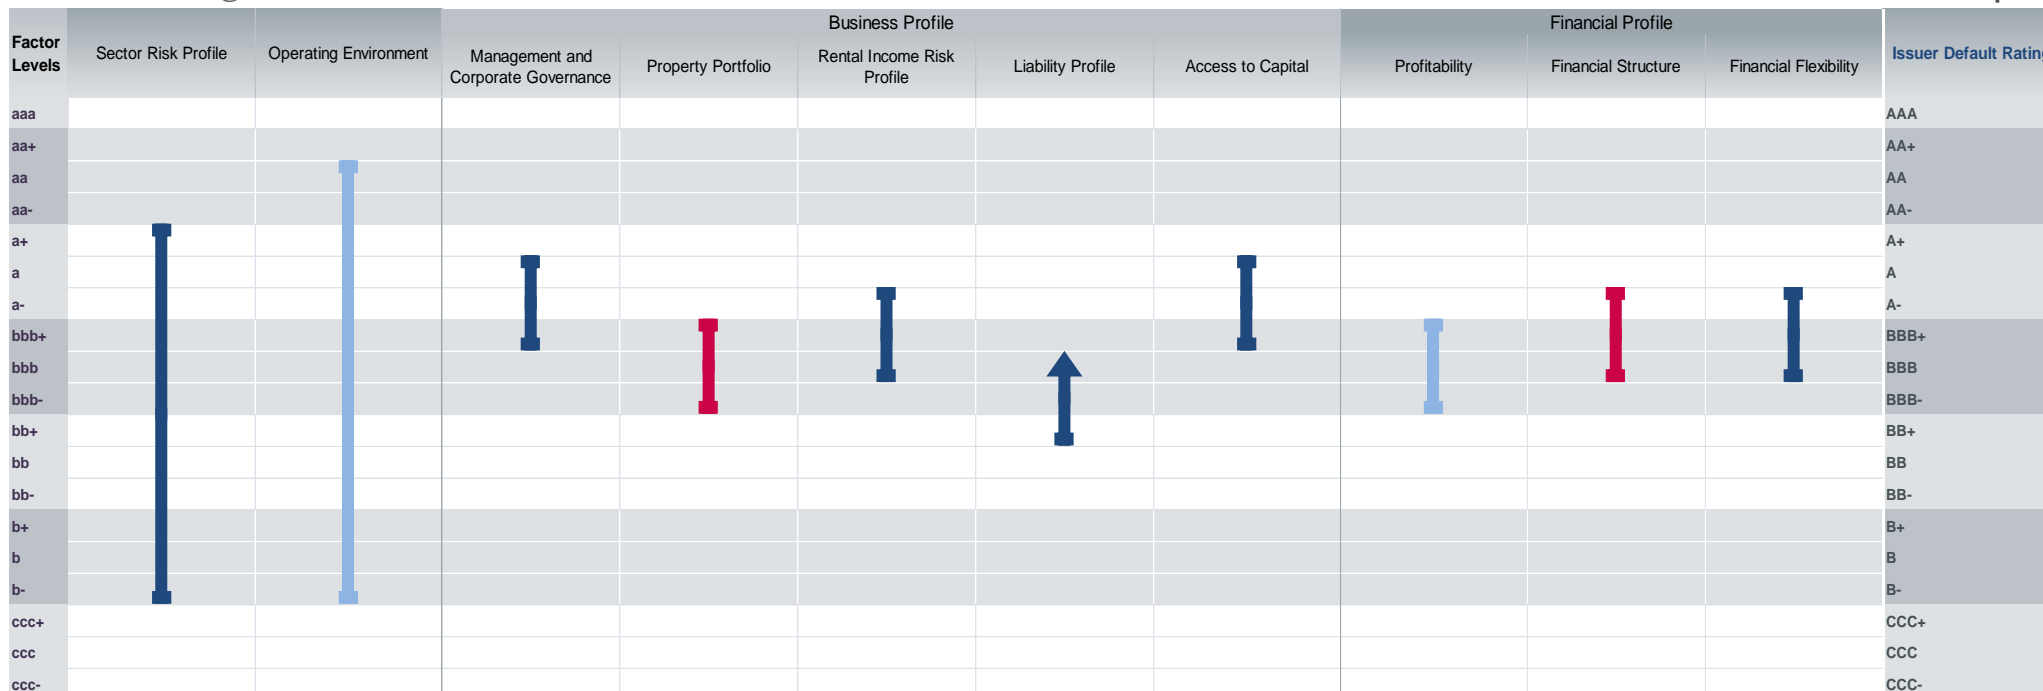 Business Profile
Financial Profile
Factor
Levels
Sector Risk Profile
Operating Environment
Management and
Corporate Governance
Property Portfolio
Rental Income Risk
Profile
Liability Profile
Access to Capital
Profitability
Financial Structure
Financial Flexibility
Issuer Default Rating
aaa AAA
aa+ AA+
aa AA
aa- AA-
a+ A+
a A
a- A-
bbb+ BBB+
bbb BBB
bbb- BBB-
bb+ BB+
bb BB
bb- BB-
b+ B+
b B
b- B-
ccc+ CCC+
ccc CCC
ccc- CCC-